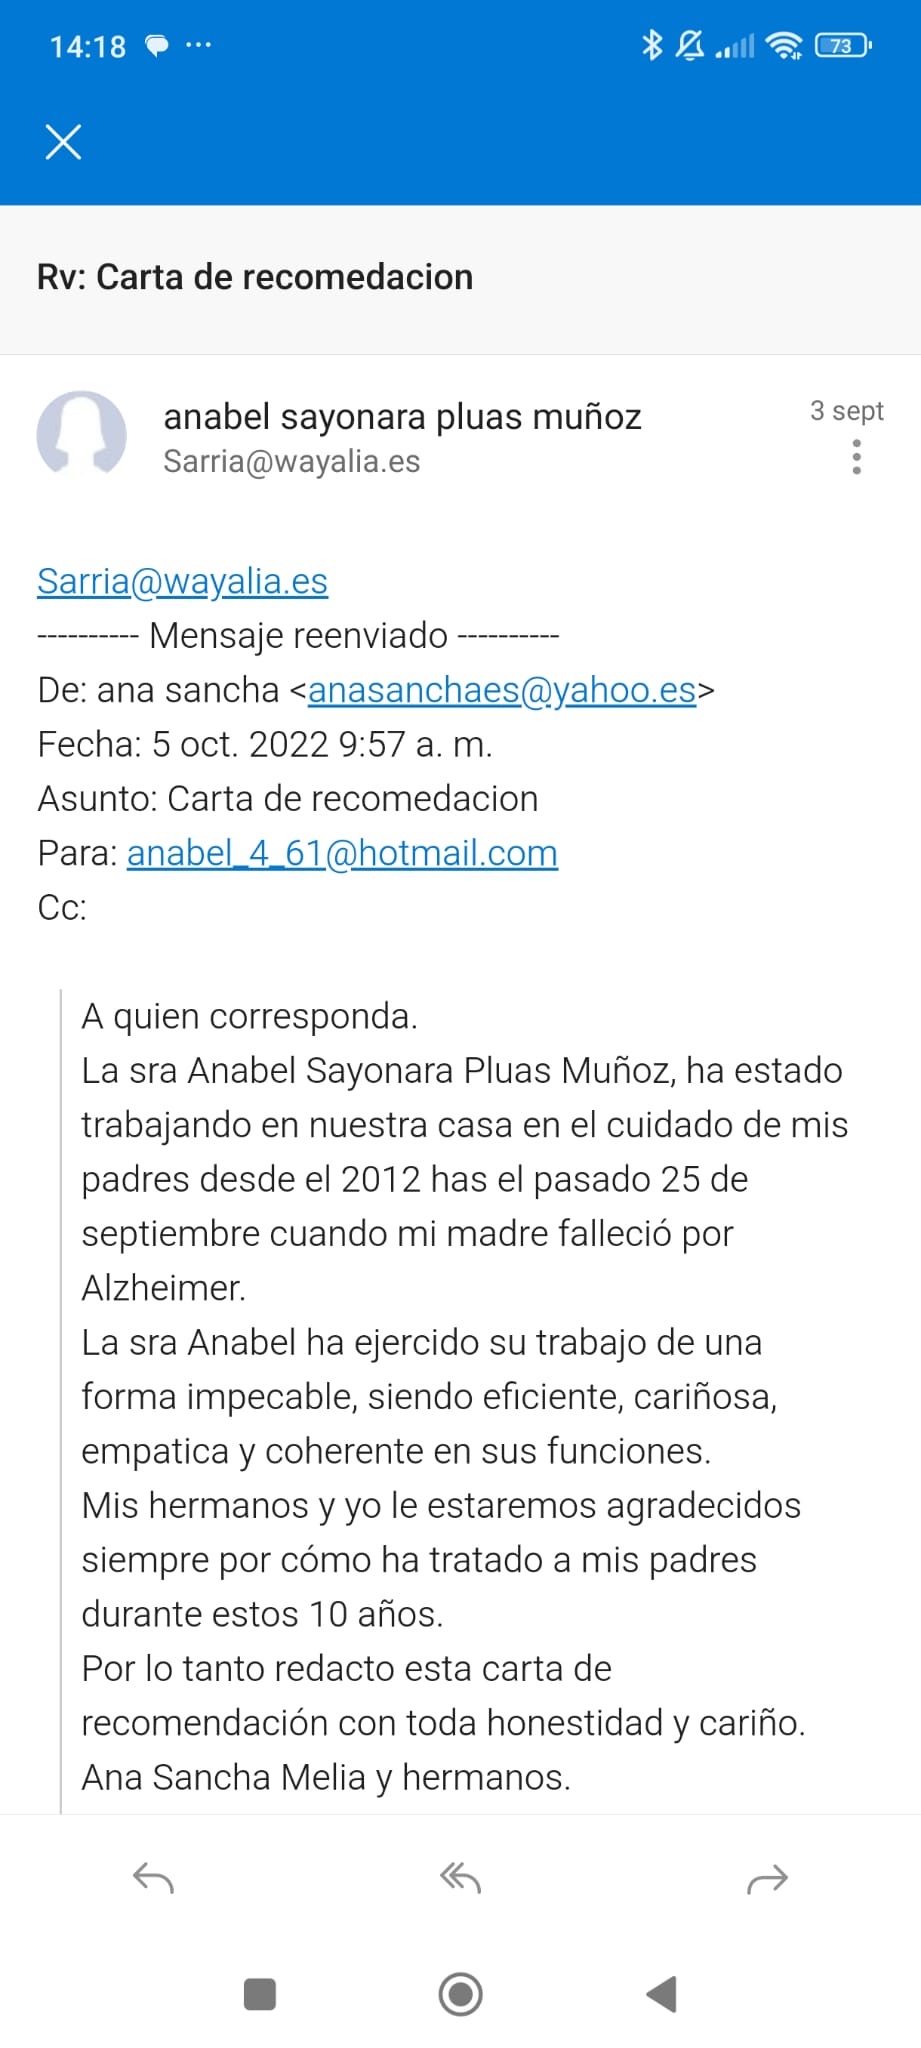 14:18
73
Rv: Carta de recomedacion
anabel sayonara pluas muñoz
3 sept
Sarria@wayalia.es
Sarria@wayalia.es
---------- Mensaje reenviado ----------
De: ana sancha <anasanchaes@yahoo.es>
Fecha: 5 oct. 2022 9:57 a. m.
Asunto: Carta de recomedacion
Para: anabel_4_61@hotmail.com
Cc:
A quien corresponda.
La sra Anabel Sayonara Pluas Muñoz, ha estado
trabajando en nuestra casa en el cuidado de mis
padres desde el 2012 has el pasado 25 de
septiembre cuando mi madre falleció por
Alzheimer.
La sra Anabel ha ejercido su trabajo de una
forma impecable, siendo eficiente, cariñosa,
empatica y coherente en sus funciones.
Mis hermanos y yo le estaremos agradecidos
siempre por cómo ha tratado a mis padres
durante estos 10 años.
Por lo tanto redacto esta carta de
recomendación con toda honestidad y cariño.
Ana Sancha Melia y hermanos.